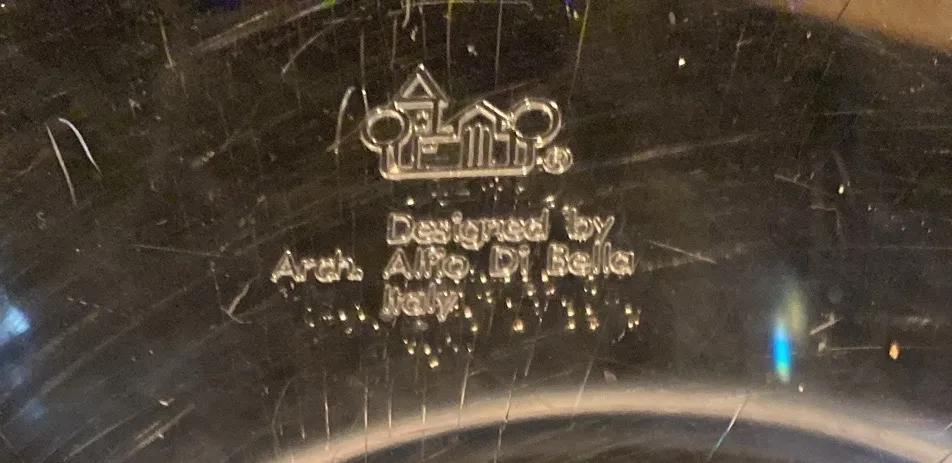 ®
Designed by
Arch. Alfio Di Bella
Italy